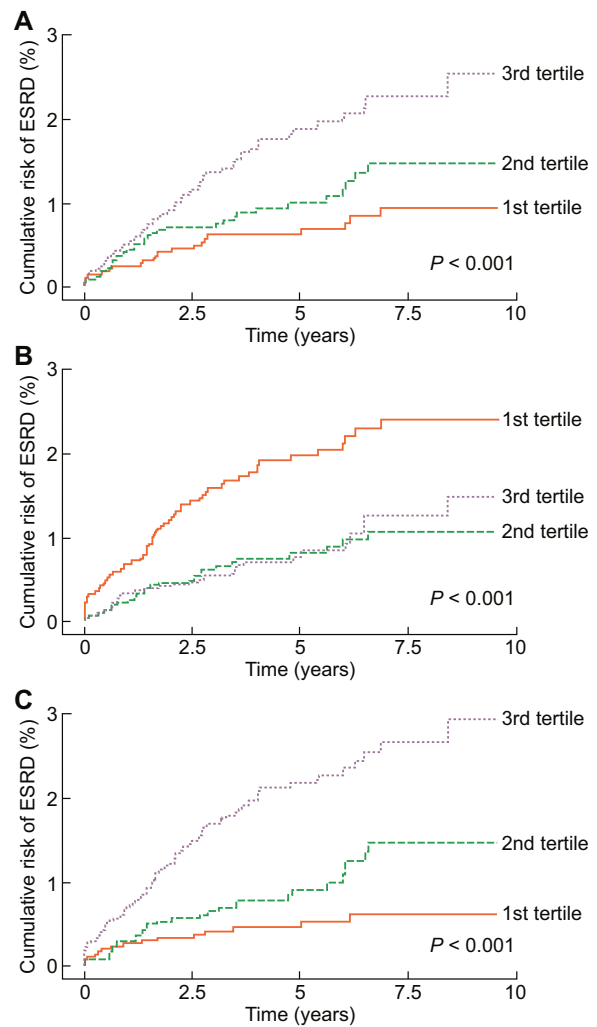 A
Cumulative risk of ESRD (%)
3
2
1
0
3rd tertile
2nd tertile
1st tertile
P < 0.001
0 2.5 5 7.5 10
Time (years)
B
Cumulative risk of ESRD (%)
3
2
1
0
1st tertile
3rd tertile
2nd tertile
P < 0.001
0 2.5 5 7.5 10
Time (years)
C
Cumulative risk of ESRD (%)
3
2
1
0
3rd tertile
2nd tertile
1st tertile
P < 0.001
0 2.5 5 7.5 10
Time (years)